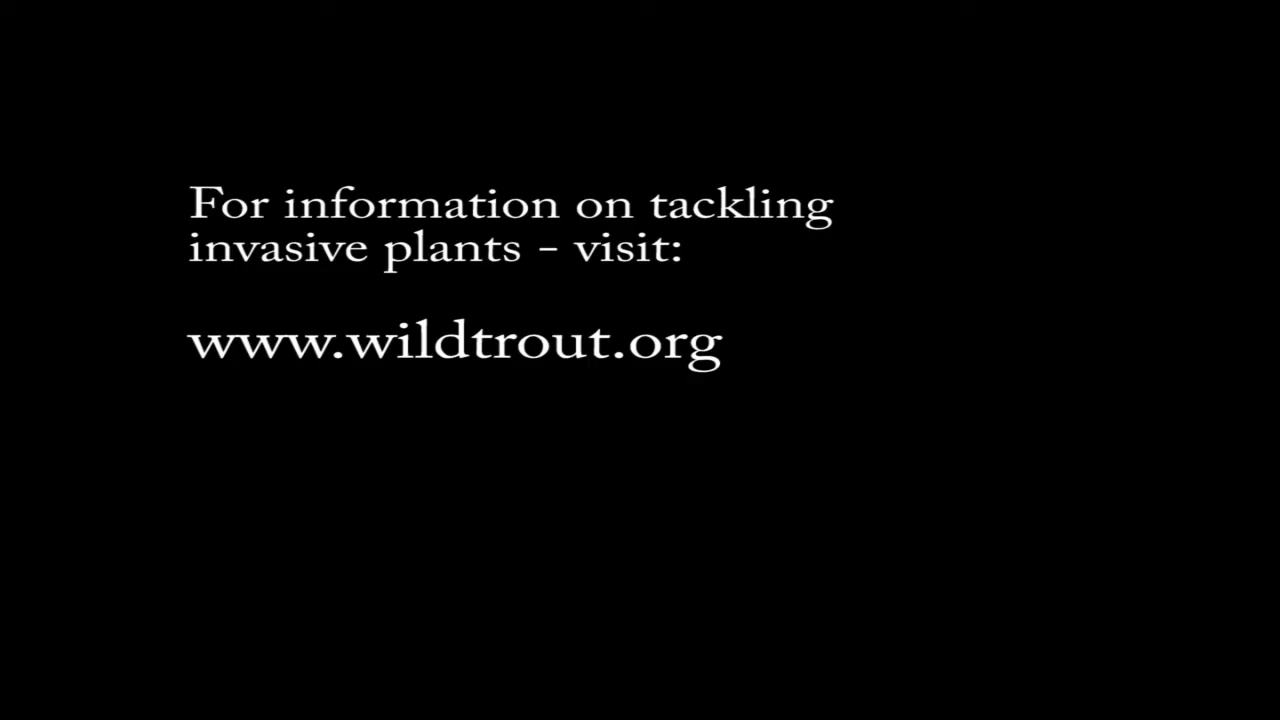 For information on tackling
invasive plants - visit:
www.wildtrout.org